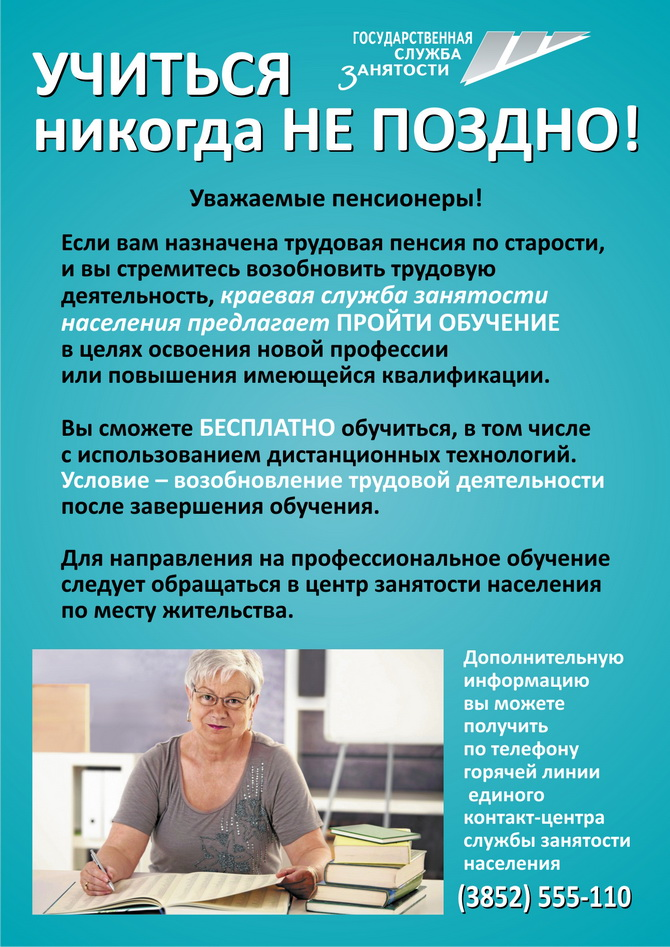 ГОСУДАРСТВЕННАЯ
СЛУЖБА
ЗАНЯТОСТИ
УЧИТЬСЯ
никогда НЕ ПОЗДНО!
Уважаемые пенсионеры!
Если вам назначена трудовая пенсия по старости,
и вы стремитесь возобновить трудовую
деятельность, краевая служба занятости
населения предлагает ПРОЙТИ ОБУЧЕНИЕ
в целях освоения новой профессии
или повышения имеющейся квалификации.
Вы сможете БЕСПЛАТНО обучиться, в том числе
с использованием дистанционных технологий.
Условие – возобновление трудовой деятельности
после завершения обучения.
Для направления на профессиональное обучение
следует обращаться в центр занятости населения
по месту жительства.
Дополнительную
информацию
вы можете
получить
по телефону
горячей линии
единого
контакт-центра
службы занятости
населения
(3852) 555-110